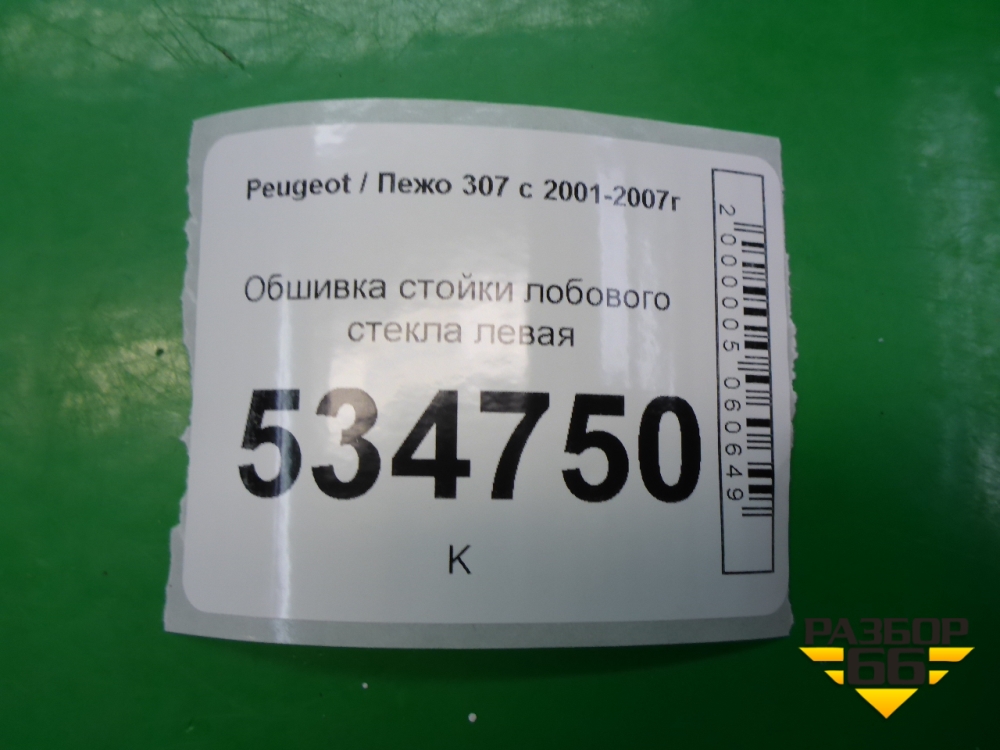 Peugeot / Пежо 307 с 2001-2007г
Обшивка стойки лобового
стекла левая
534750
К
2000005060649
РАЗБОР
66